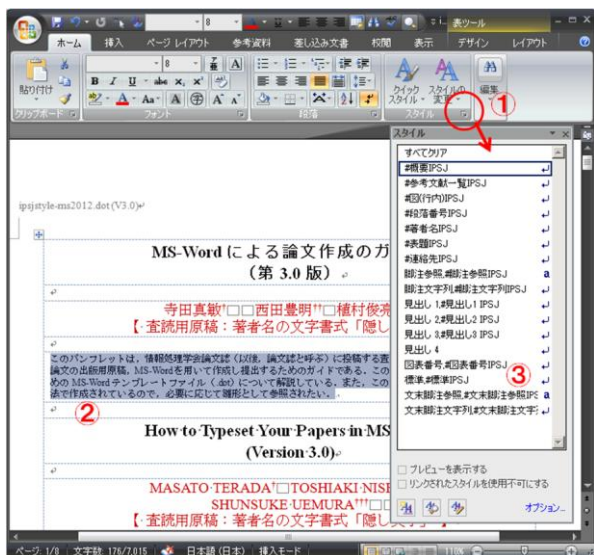 8
表ツール
ホーム 挿入 ページ レイアウト 参考資料 差し込み文書 校閲 表示 デザイン レイアウト
貼り付け
8
B I U abc x₂ x²
Aa A A A
クイック スタイル
スタイルの変更
編集
クリップボード フォント 段落 スタイル
①
スタイル
すべてクリア
#概要IPSJ
#参考文献一覧IPSJ
#図(行内)IPSJ
#段落番号IPSJ
#著者名IPSJ
#表題IPSJ
#連絡先IPSJ
脚注参照,#脚注参照IPSJ a
脚注文字列,#脚注文字列IPSJ
見出し 1,#見出し1 IPSJ
見出し 2,#見出し2 IPSJ
見出し 3,#見出し3 IPSJ
見出し 4
図表番号,#図表番号IPSJ
標準,#標準IPSJ
③
文末脚注参照,#文末脚注参照IPS a
文末脚注文字列,#文末脚注文字
プレビューを表示する
リンクされたスタイルを使用不可にする
オプション...
ipsjstyle-ms2012.dot (V3.0)
MS-Word による論文作成のガ
(第 3.0 版)
寺田真敏† □□西田豊明†† □植村俊亮
【·査読用原稿：著者名の文字書式「隠し
このパンフレットは，情報処理学会論文誌（以後，論文誌と呼ぶ）に投稿する査
論文の出版用原稿，MS-Word を用いて作成し提出するためのガイドである．この
めの MS-Word テンプレートファイル（.dot）について解説している．また，この
法で作成されているので，必要に応じて雛形として参照されたい．
②
How·to·Typeset·Your·Papers·in·MS
(Version·3.0)
MASATO·TERADA†□TOSHIAKI·NISH
SHUNSUKE·UEMURA†††□□
【·査読用原稿：著者名の文字書式「隠し
ページ: 1/8 文字数: 176/7,015 日本語 (日本) 挿入モード